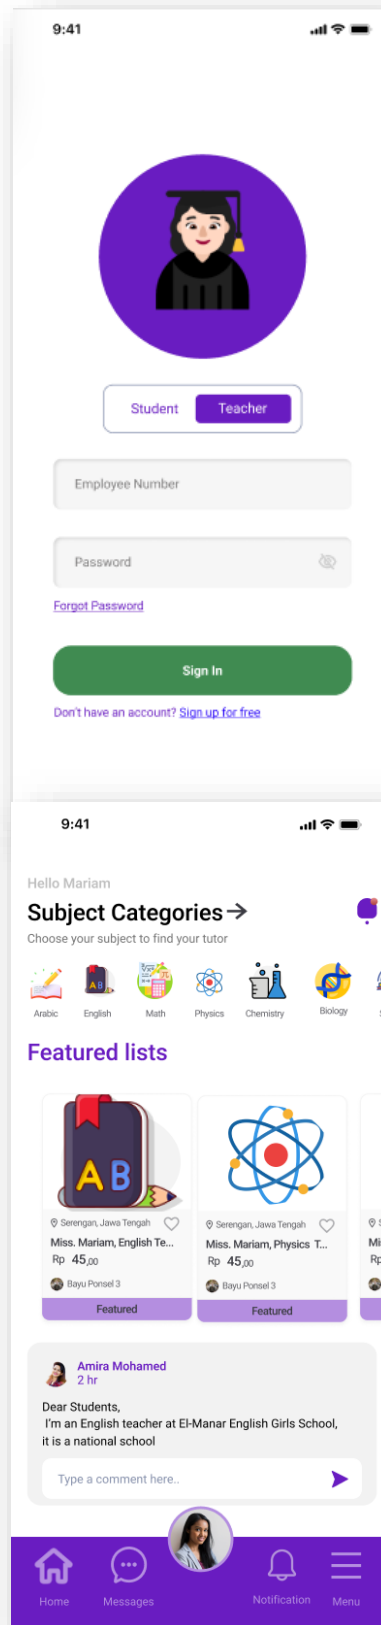 9:41
Student Teacher
Employee Number
Password
Forgot Password
Sign In
Don't have an account? Sign up for free
9:41
Hello Mariam
Subject Categories
Choose your subject to find your tutor
Arabic English Math Physics Chemistry Biology
Featured lists
A B
Serengan, Jawa Tengah
Miss. Mariam, English Te...
Rp 45,00
Bayu Ponsel 3
Featured
Serengan, Jawa Tengah
Miss. Mariam, Physics T...
Rp 45,00
Bayu Ponsel 3
Featured
Mi
Rp
Amira Mohamed
2 hr
Dear Students,
I'm an English teacher at El-Manar English Girls School,
it is a national school
Type a comment here..
Home Messages Notification Menu